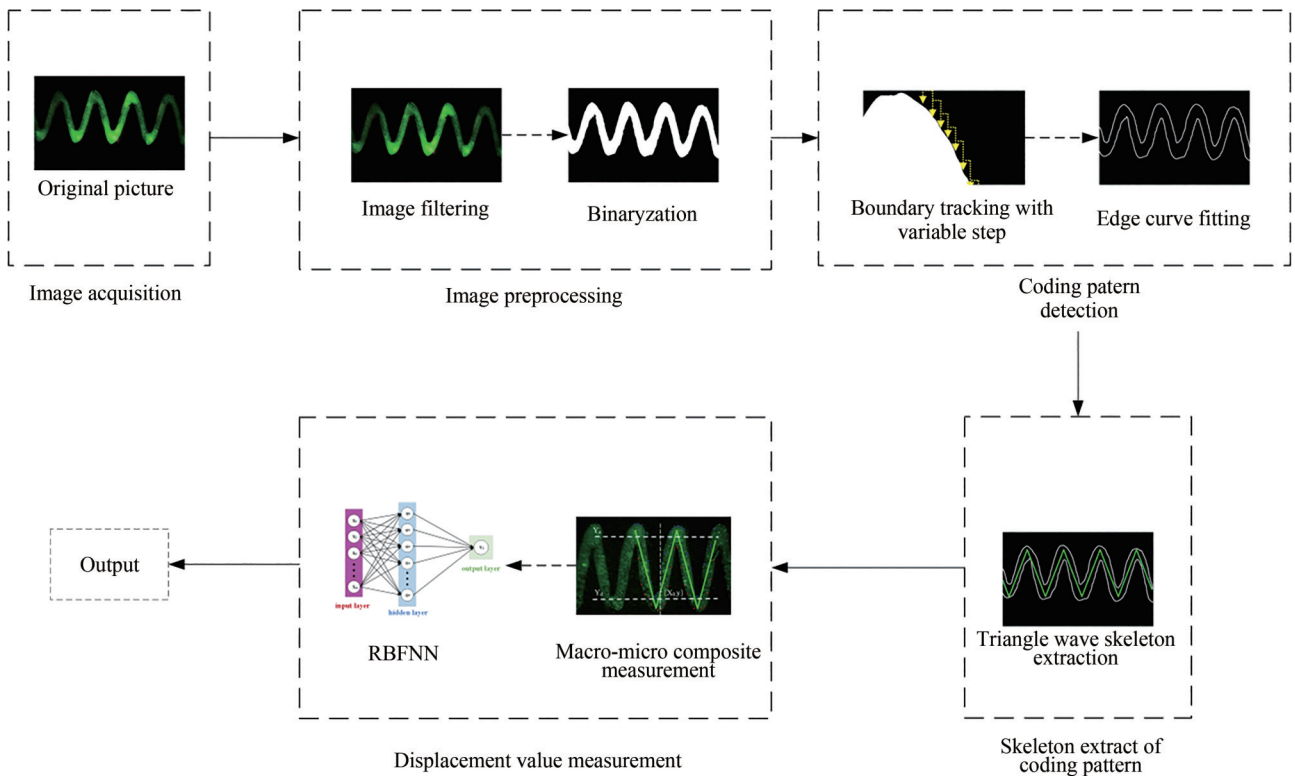 Original picture
Image acquisition
Image filtering
Binaryzation
Image preprocessing
Boundary tracking with
variable step
Edge curve fitting
Coding patern
detection
Triangle wave skeleton
extraction
Skeleton extract of
coding pattern
Macro-micro composite
measurement
input layer
hidden layer
output layer
RBFNN
Displacement value measurement
Output